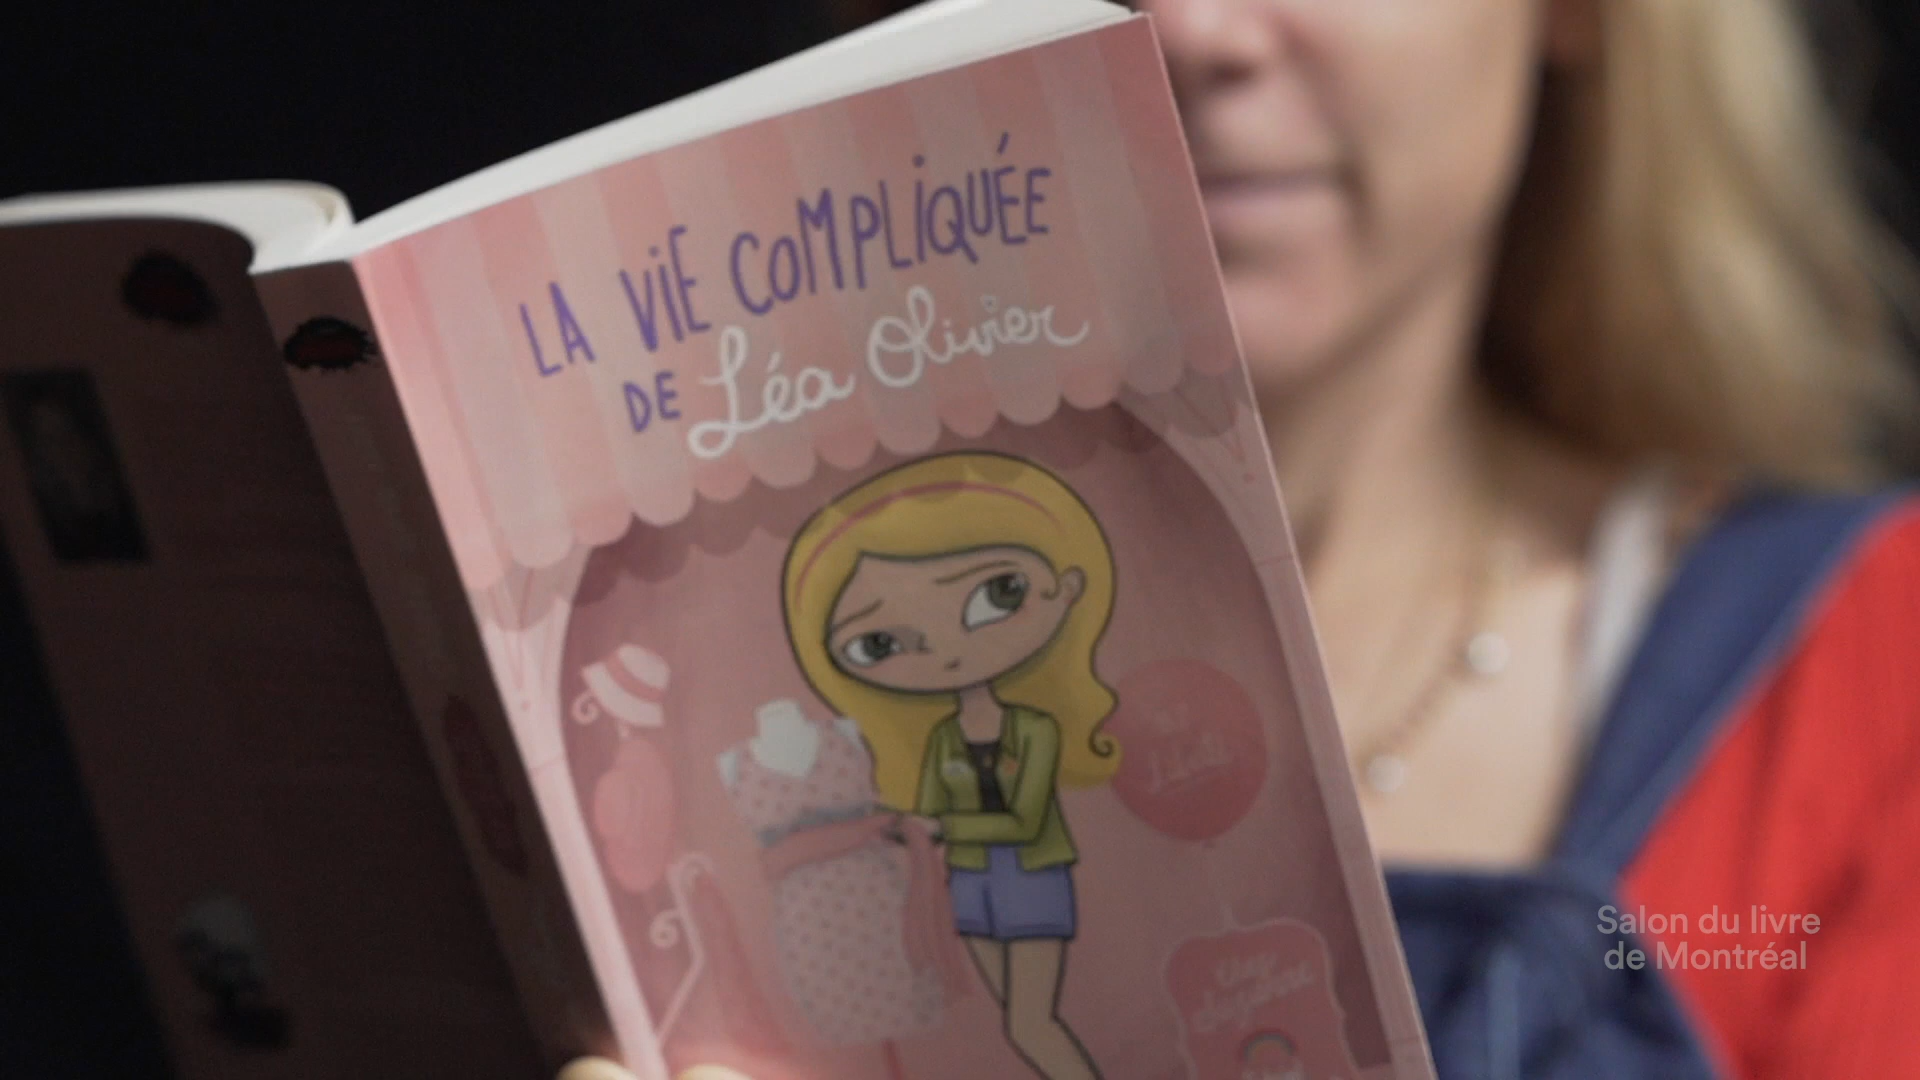 LA ViE CoMPLiQUÉE
DE Léa Olivier
Salon du livre
de Montréal